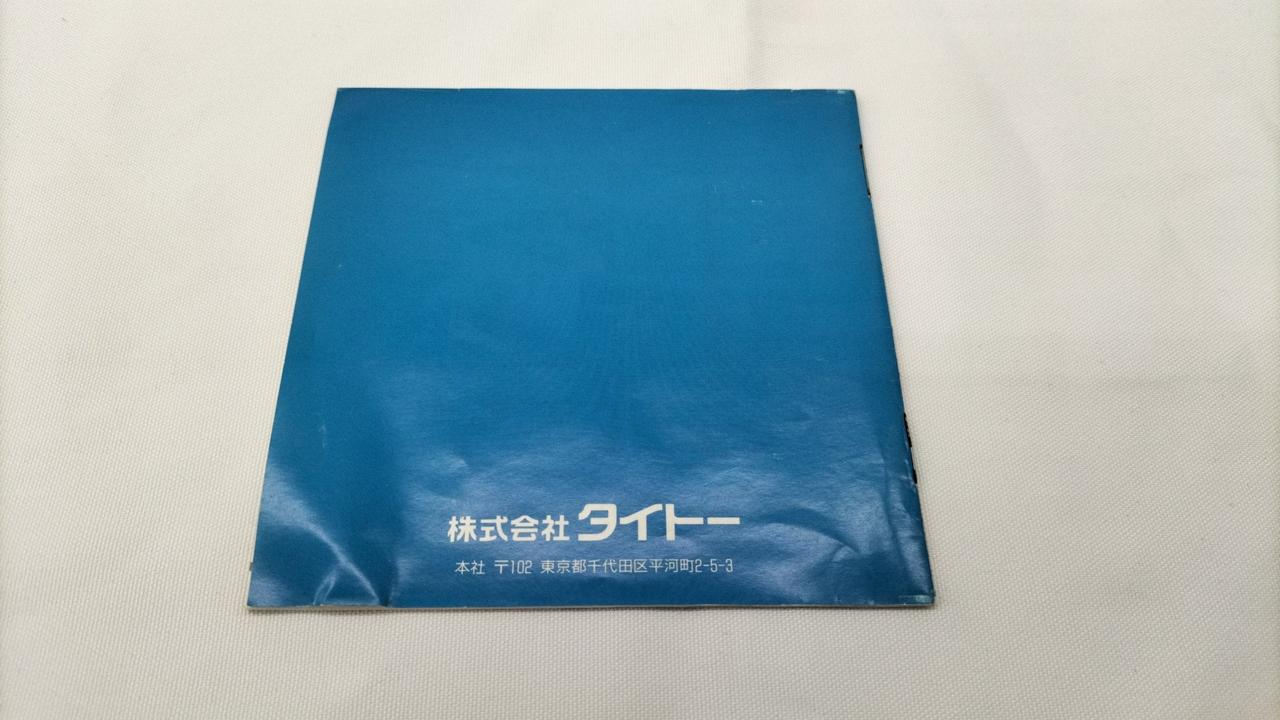 株式会社 タイトー
本社 〒102 東京都千代田区平河町2-5-3